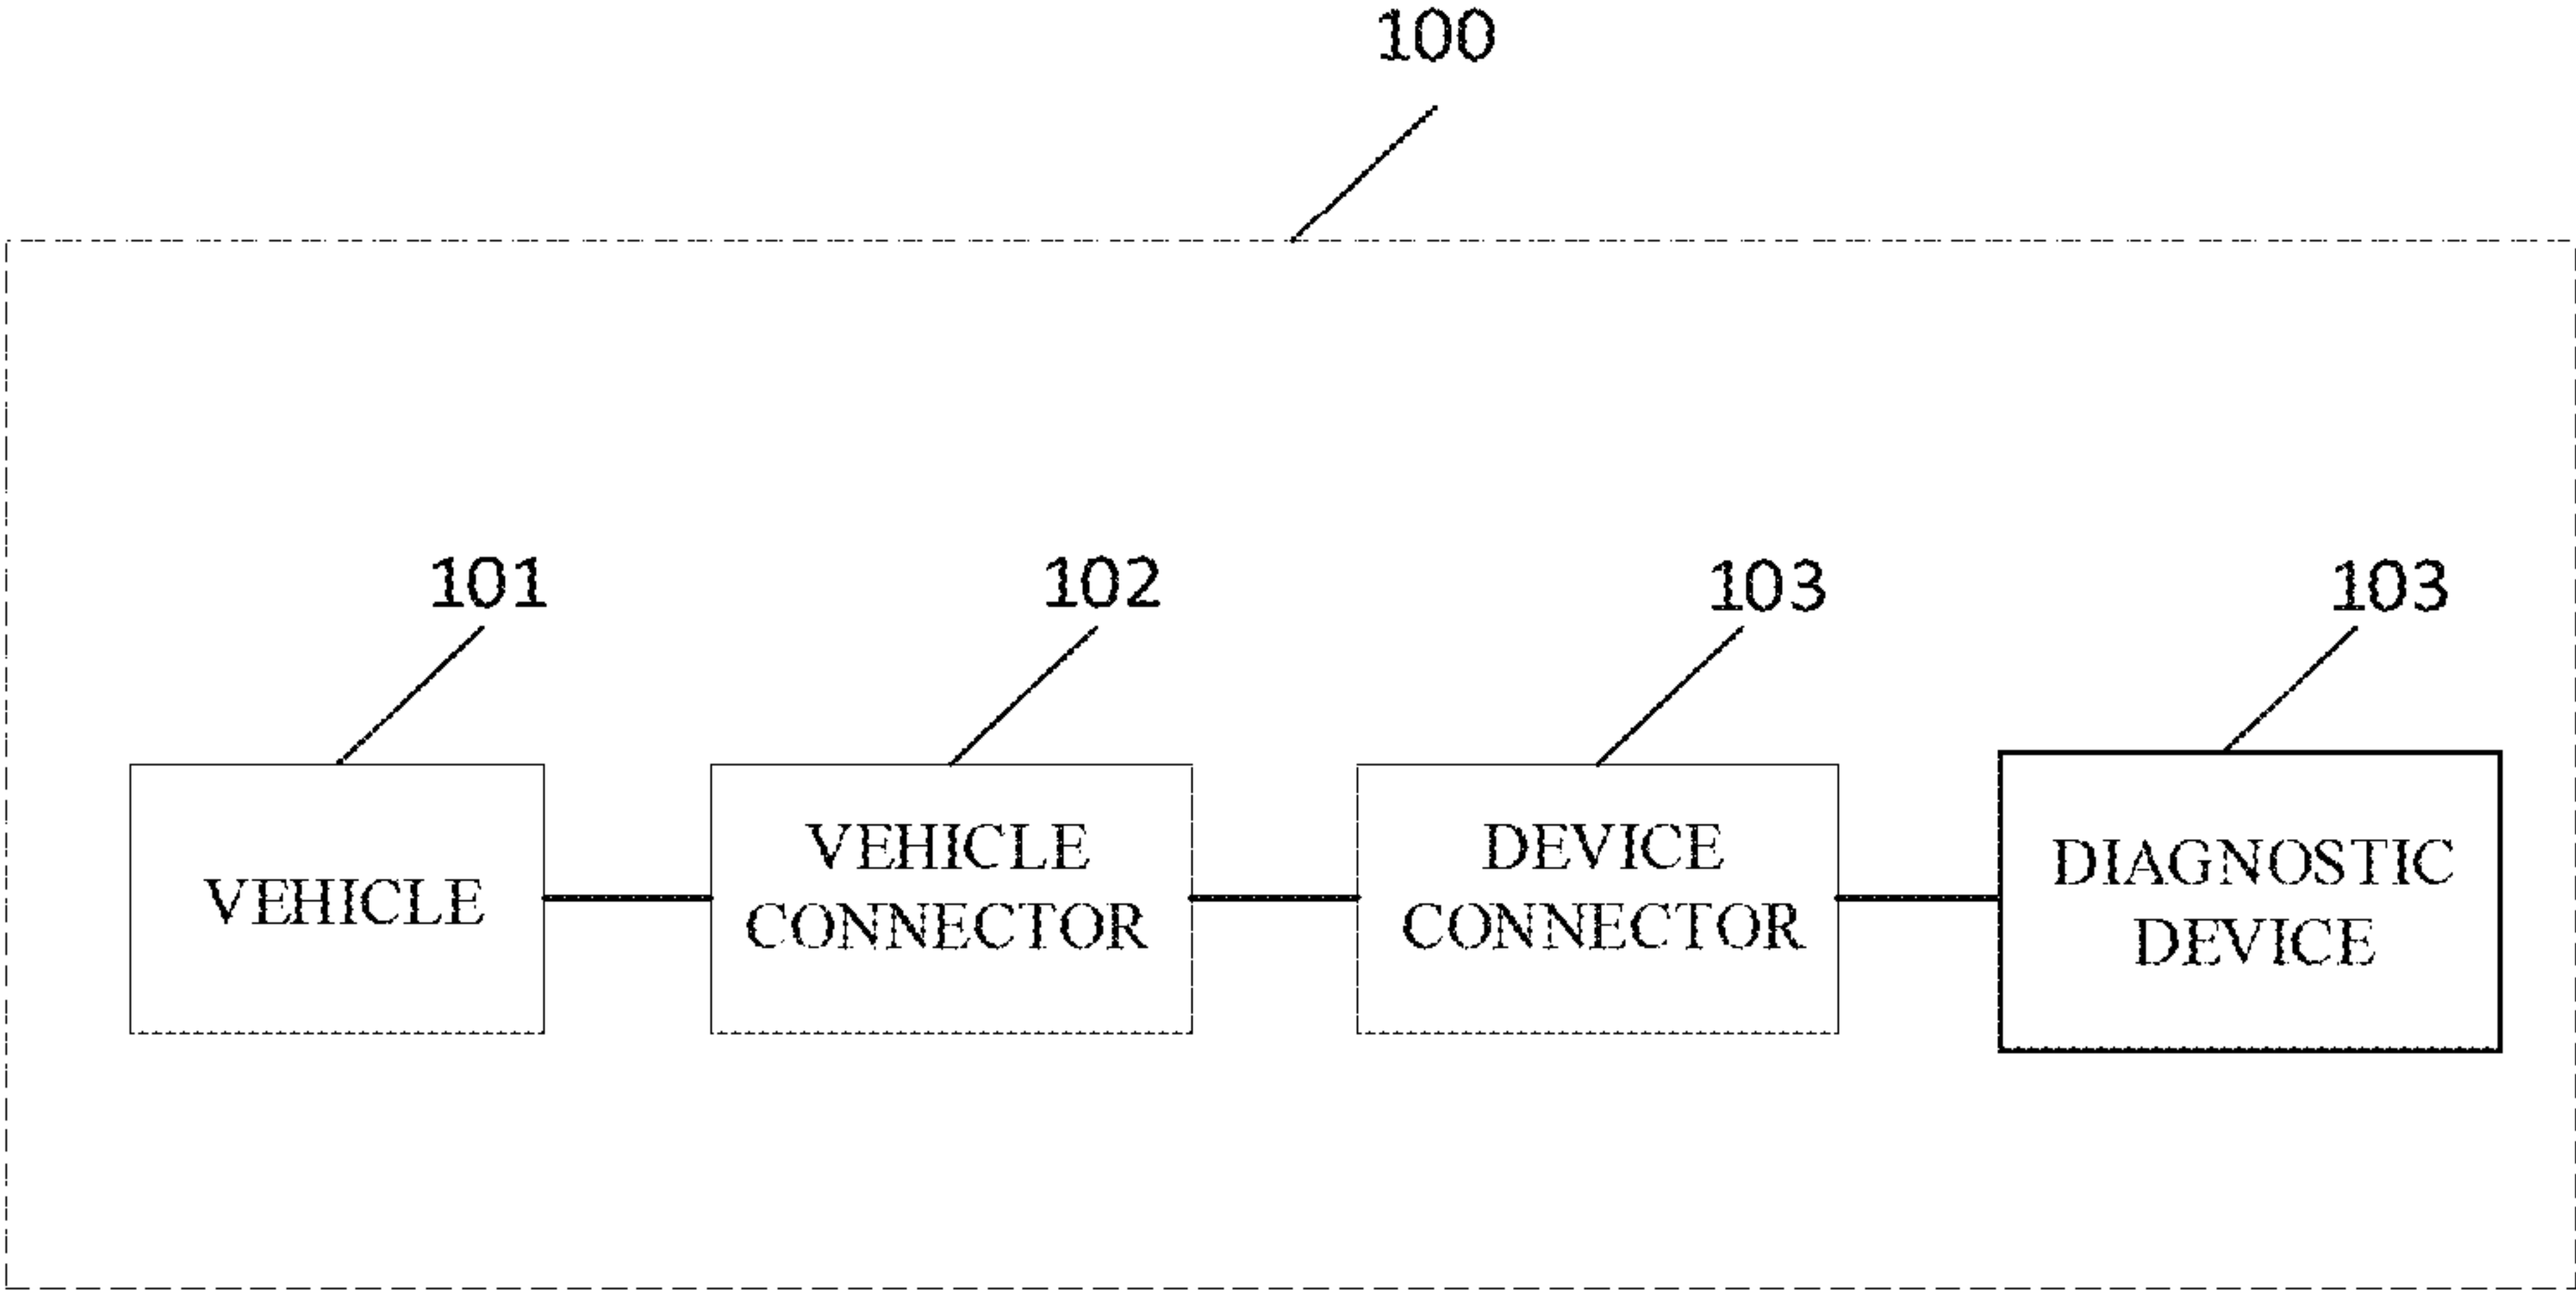 100
101
102
103
103
VEHICLE
VEHICLE
CONNECTOR
DEVICE
CONNECTOR
DIAGNOSTIC
DEVICE